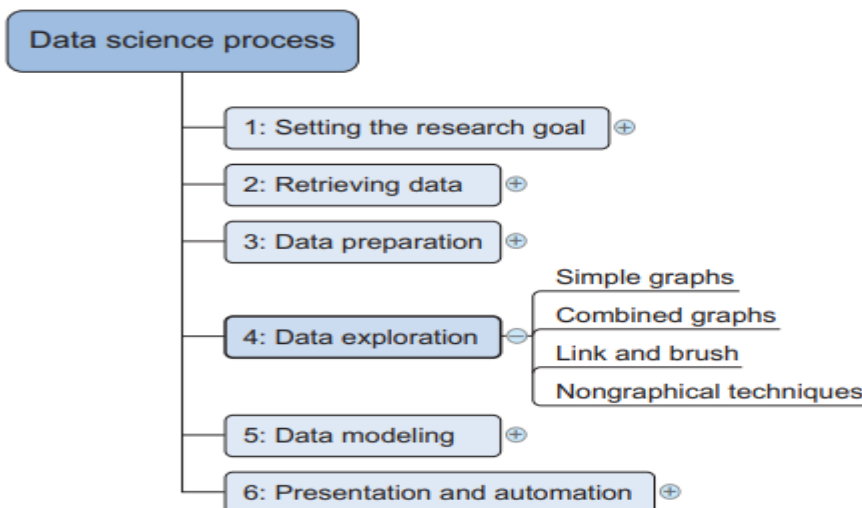 Data science process
1: Setting the research goal
2: Retrieving data
3: Data preparation
4: Data exploration
Simple graphs
Combined graphs
Link and brush
Nongraphical techniques
5: Data modeling
6: Presentation and automation